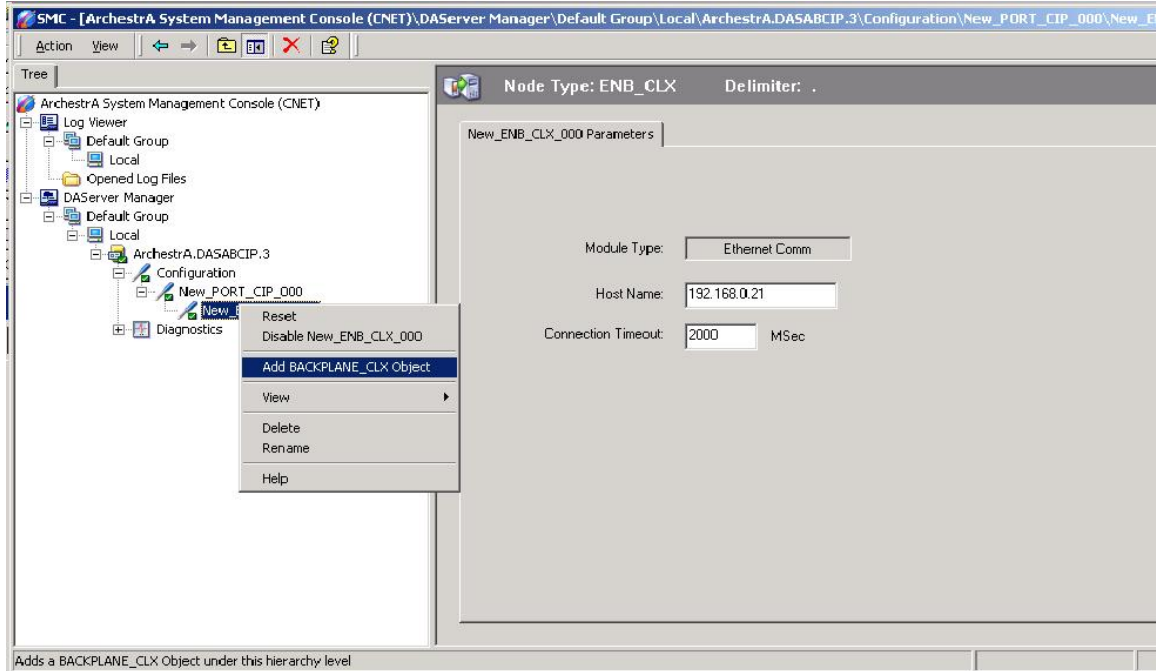 SMC - [ArchestrA System Management Console (CNET)\DAServer Manager\Default Group\Local\ArchestrA.DASABCIP.3\Configuration\New_PORT_CIP_000\New_E
Action View
Tree
ArchestrA System Management Console (CNET)
Log Viewer
Default Group
Local
Opened Log Files
DAServer Manager
Default Group
Local
ArchestrA.DASABCIP.3
Configuration
New_PORT_CIP_000
New_E
Diagnostics
Reset
Disable New_ENB_CLX_000
Add BACKPLANE_CLX Object
View
Delete
Rename
Help
Node Type: ENB_CLX Delimiter: .
New_ENB_CLX_000 Parameters
Module Type: Ethernet Comm
Host Name: 192.168.0.21
Connection Timeout: 2000 MSec
Adds a BACKPLANE_CLX Object under this hierarchy level